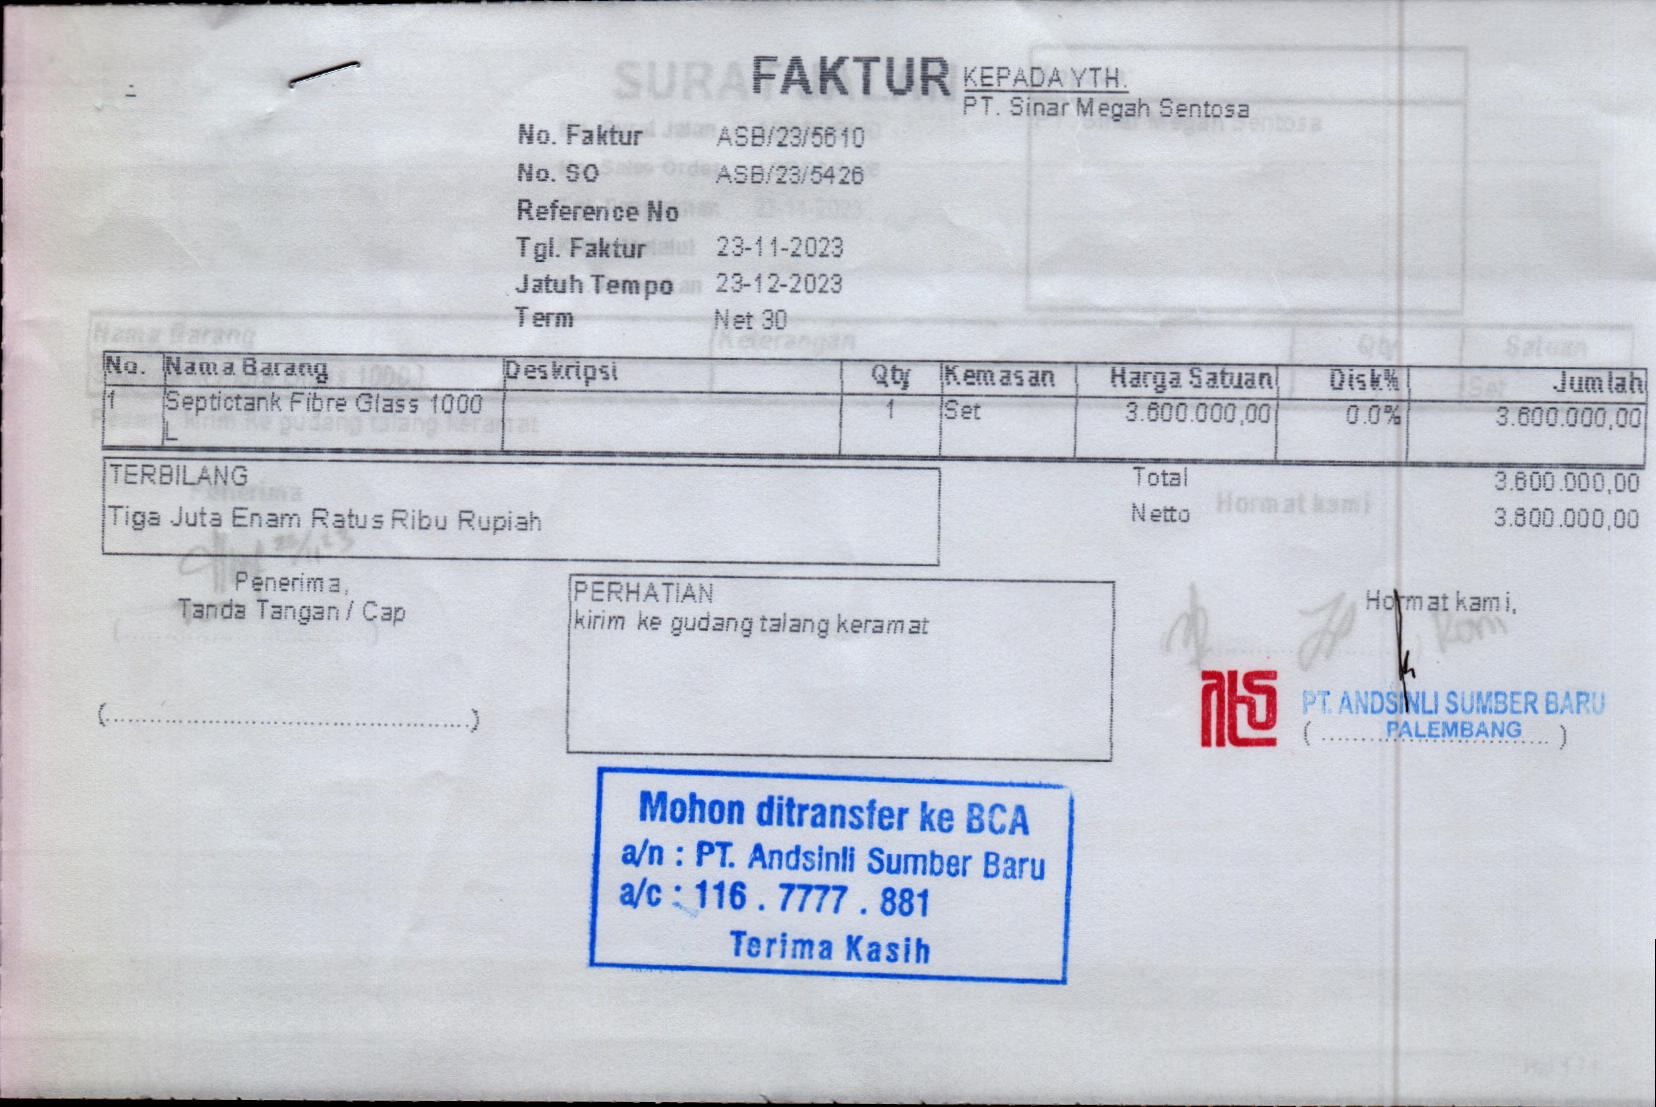 FAKTUR
KEPADA YTH.
PT. Sinar Megah Sentosa
No. Faktur ASB/23/5610
No. SO ASB/23/5426
Reference No
Tgl. Faktur 23-11-2023
Jatuh Tempo 23-12-2023
Term Net 30
No. Nama Barang Deskripsi Qty Kemasan Harga Satuan Disk% Jumlah
1 Septictank Fibre Glass 1000 1 Set 3.600.000,00 0.0% 3.600.000,00
L
TERBILANG
Tiga Juta Enam Ratus Ribu Rupiah
Total 3.600.000,00
Netto 3.600.000,00
Penerima,
Tanda Tangan / Cap
(........................................)
PERHATIAN
kirim ke gudang talang keramat
Hormat kami,
PT. ANDSINLI SUMBER BARU
PALEMBANG
(........................................)
Mohon ditransfer ke BCA
a/n : PT. Andsinli Sumber Baru
a/c : 116 . 7777 . 881
Terima Kasih